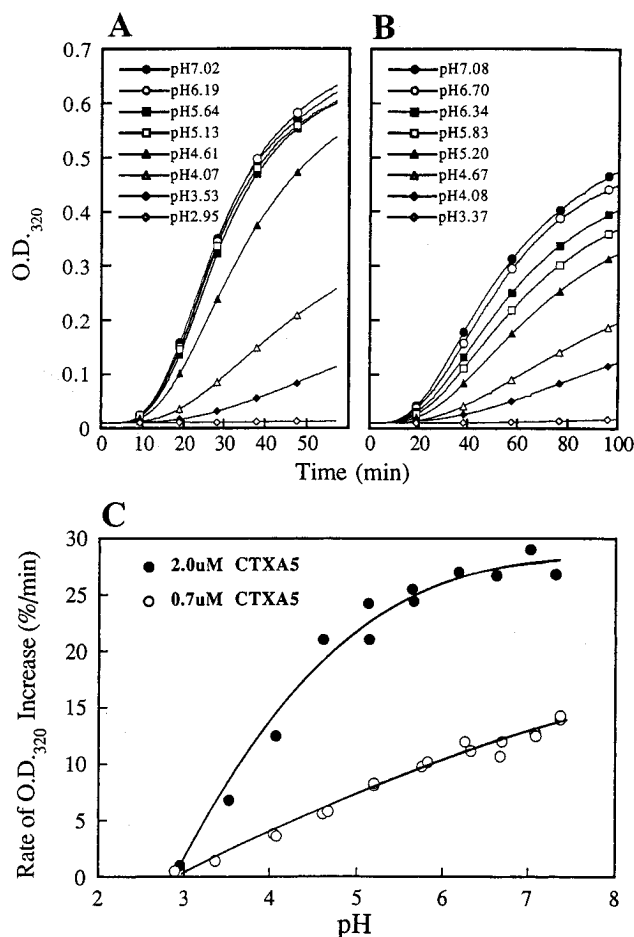 A
B
0.7
0.6
0.5
0.4
0.3
0.2
0.1
0
O.D.320
pH7.02
pH6.19
pH5.64
pH5.13
pH4.61
pH4.07
pH3.53
pH2.95
pH7.08
pH6.70
pH6.34
pH5.83
pH5.20
pH4.67
pH4.08
pH3.37
0 10 20 30 40 50
0 20 40 60 80 100
Time (min)
C
30
25
20
15
10
5
0
Rate of O.D.320 Increase (%/min)
2.0uM CTXA5
0.7uM CTXA5
2 3 4 5 6 7 8
pH